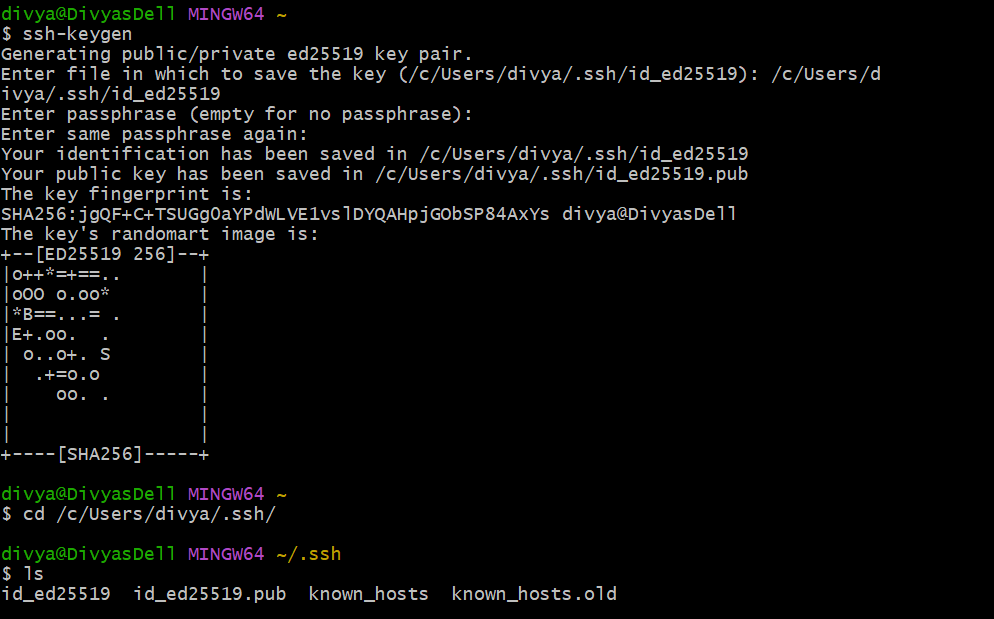 divya@DivyasDell MINGW64 ~
$ ssh-keygen
Generating public/private ed25519 key pair.
Enter file in which to save the key (/c/Users/divya/.ssh/id_ed25519): /c/Users/d
ivya/.ssh/id_ed25519
Enter passphrase (empty for no passphrase):
Enter same passphrase again:
Your identification has been saved in /c/Users/divya/.ssh/id_ed25519
Your public key has been saved in /c/Users/divya/.ssh/id_ed25519.pub
The key fingerprint is:
SHA256:jgQF+C+TSUGgOaYPdWLVE1vslDYQAHpjGObSP84AxYs divya@DivyasDell
The key's randomart image is:
+--[ED25519 256]--+
|o++*=+==..       |
|oOO o.oo*        |
|*B==...= .       |
|E+.oo.  .        |
| o..o+. S        |
|  .+=o.o         |
|    oo. .        |
|                 |
|                 |
+----[SHA256]-----+
divya@DivyasDell MINGW64 ~
$ cd /c/Users/divya/.ssh/
divya@DivyasDell MINGW64 ~/.ssh
$ ls
id_ed25519  id_ed25519.pub  known_hosts  known_hosts.old